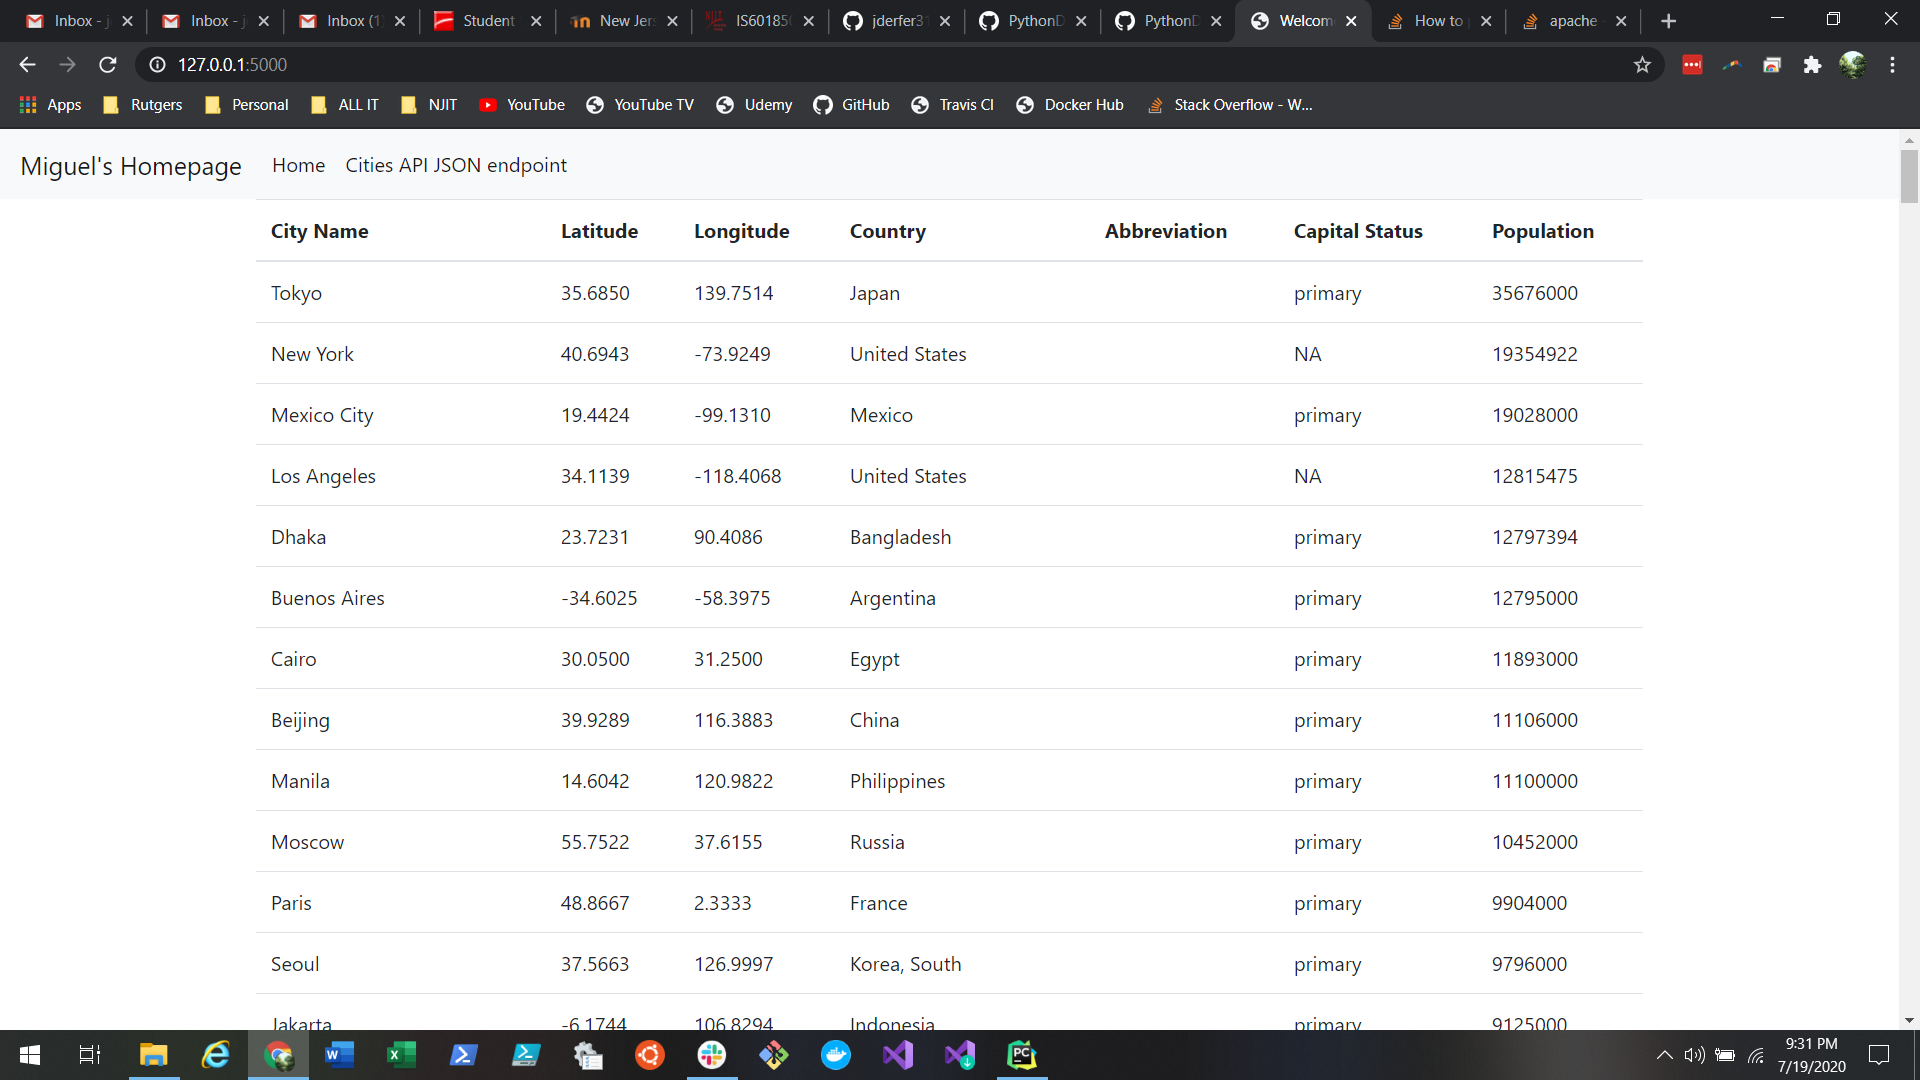 Inbox - j
Inbox - j
Inbox (1
Student
New Jer
IS60185
jderfer3
PythonD
PythonD
Welcom
How to
apache
127.0.0.1:5000
Apps Rutgers Personal ALL IT NJIT YouTube YouTube TV Udemy GitHub Travis CI Docker Hub Stack Overflow - W...
Miguel's Homepage Home Cities API JSON endpoint
City Name Latitude Longitude Country Abbreviation Capital Status Population
Tokyo 35.6850 139.7514 Japan primary 35676000
New York 40.6943 -73.9249 United States NA 19354922
Mexico City 19.4424 -99.1310 Mexico primary 19028000
Los Angeles 34.1139 -118.4068 United States NA 12815475
Dhaka 23.7231 90.4086 Bangladesh primary 12797394
Buenos Aires -34.6025 -58.3975 Argentina primary 12795000
Cairo 30.0500 31.2500 Egypt primary 11893000
Beijing 39.9289 116.3883 China primary 11106000
Manila 14.6042 120.9822 Philippines primary 11100000
Moscow 55.7522 37.6155 Russia primary 10452000
Paris 48.8667 2.3333 France primary 9904000
Seoul 37.5663 126.9997 Korea, South primary 9796000
Jakarta -6.1744 106.8294 Indonesia primary 9125000
9:31 PM
7/19/2020